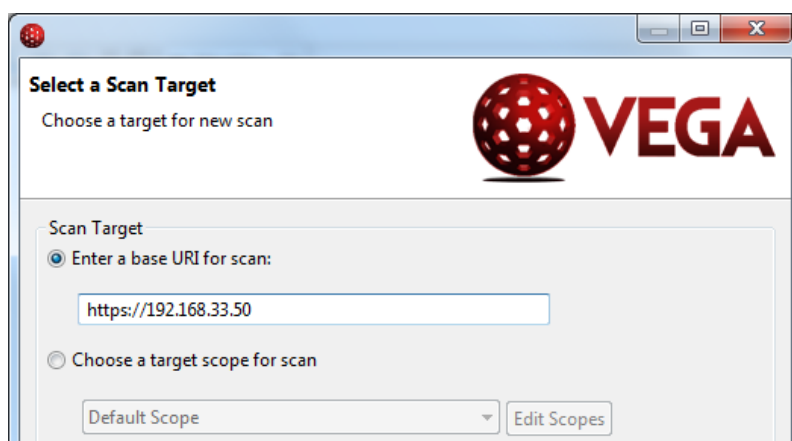 Select a Scan Target
Choose a target for new scan
VEGA
Scan Target
Enter a base URI for scan:
https://192.168.33.50
Choose a target scope for scan
Default Scope
Edit Scopes